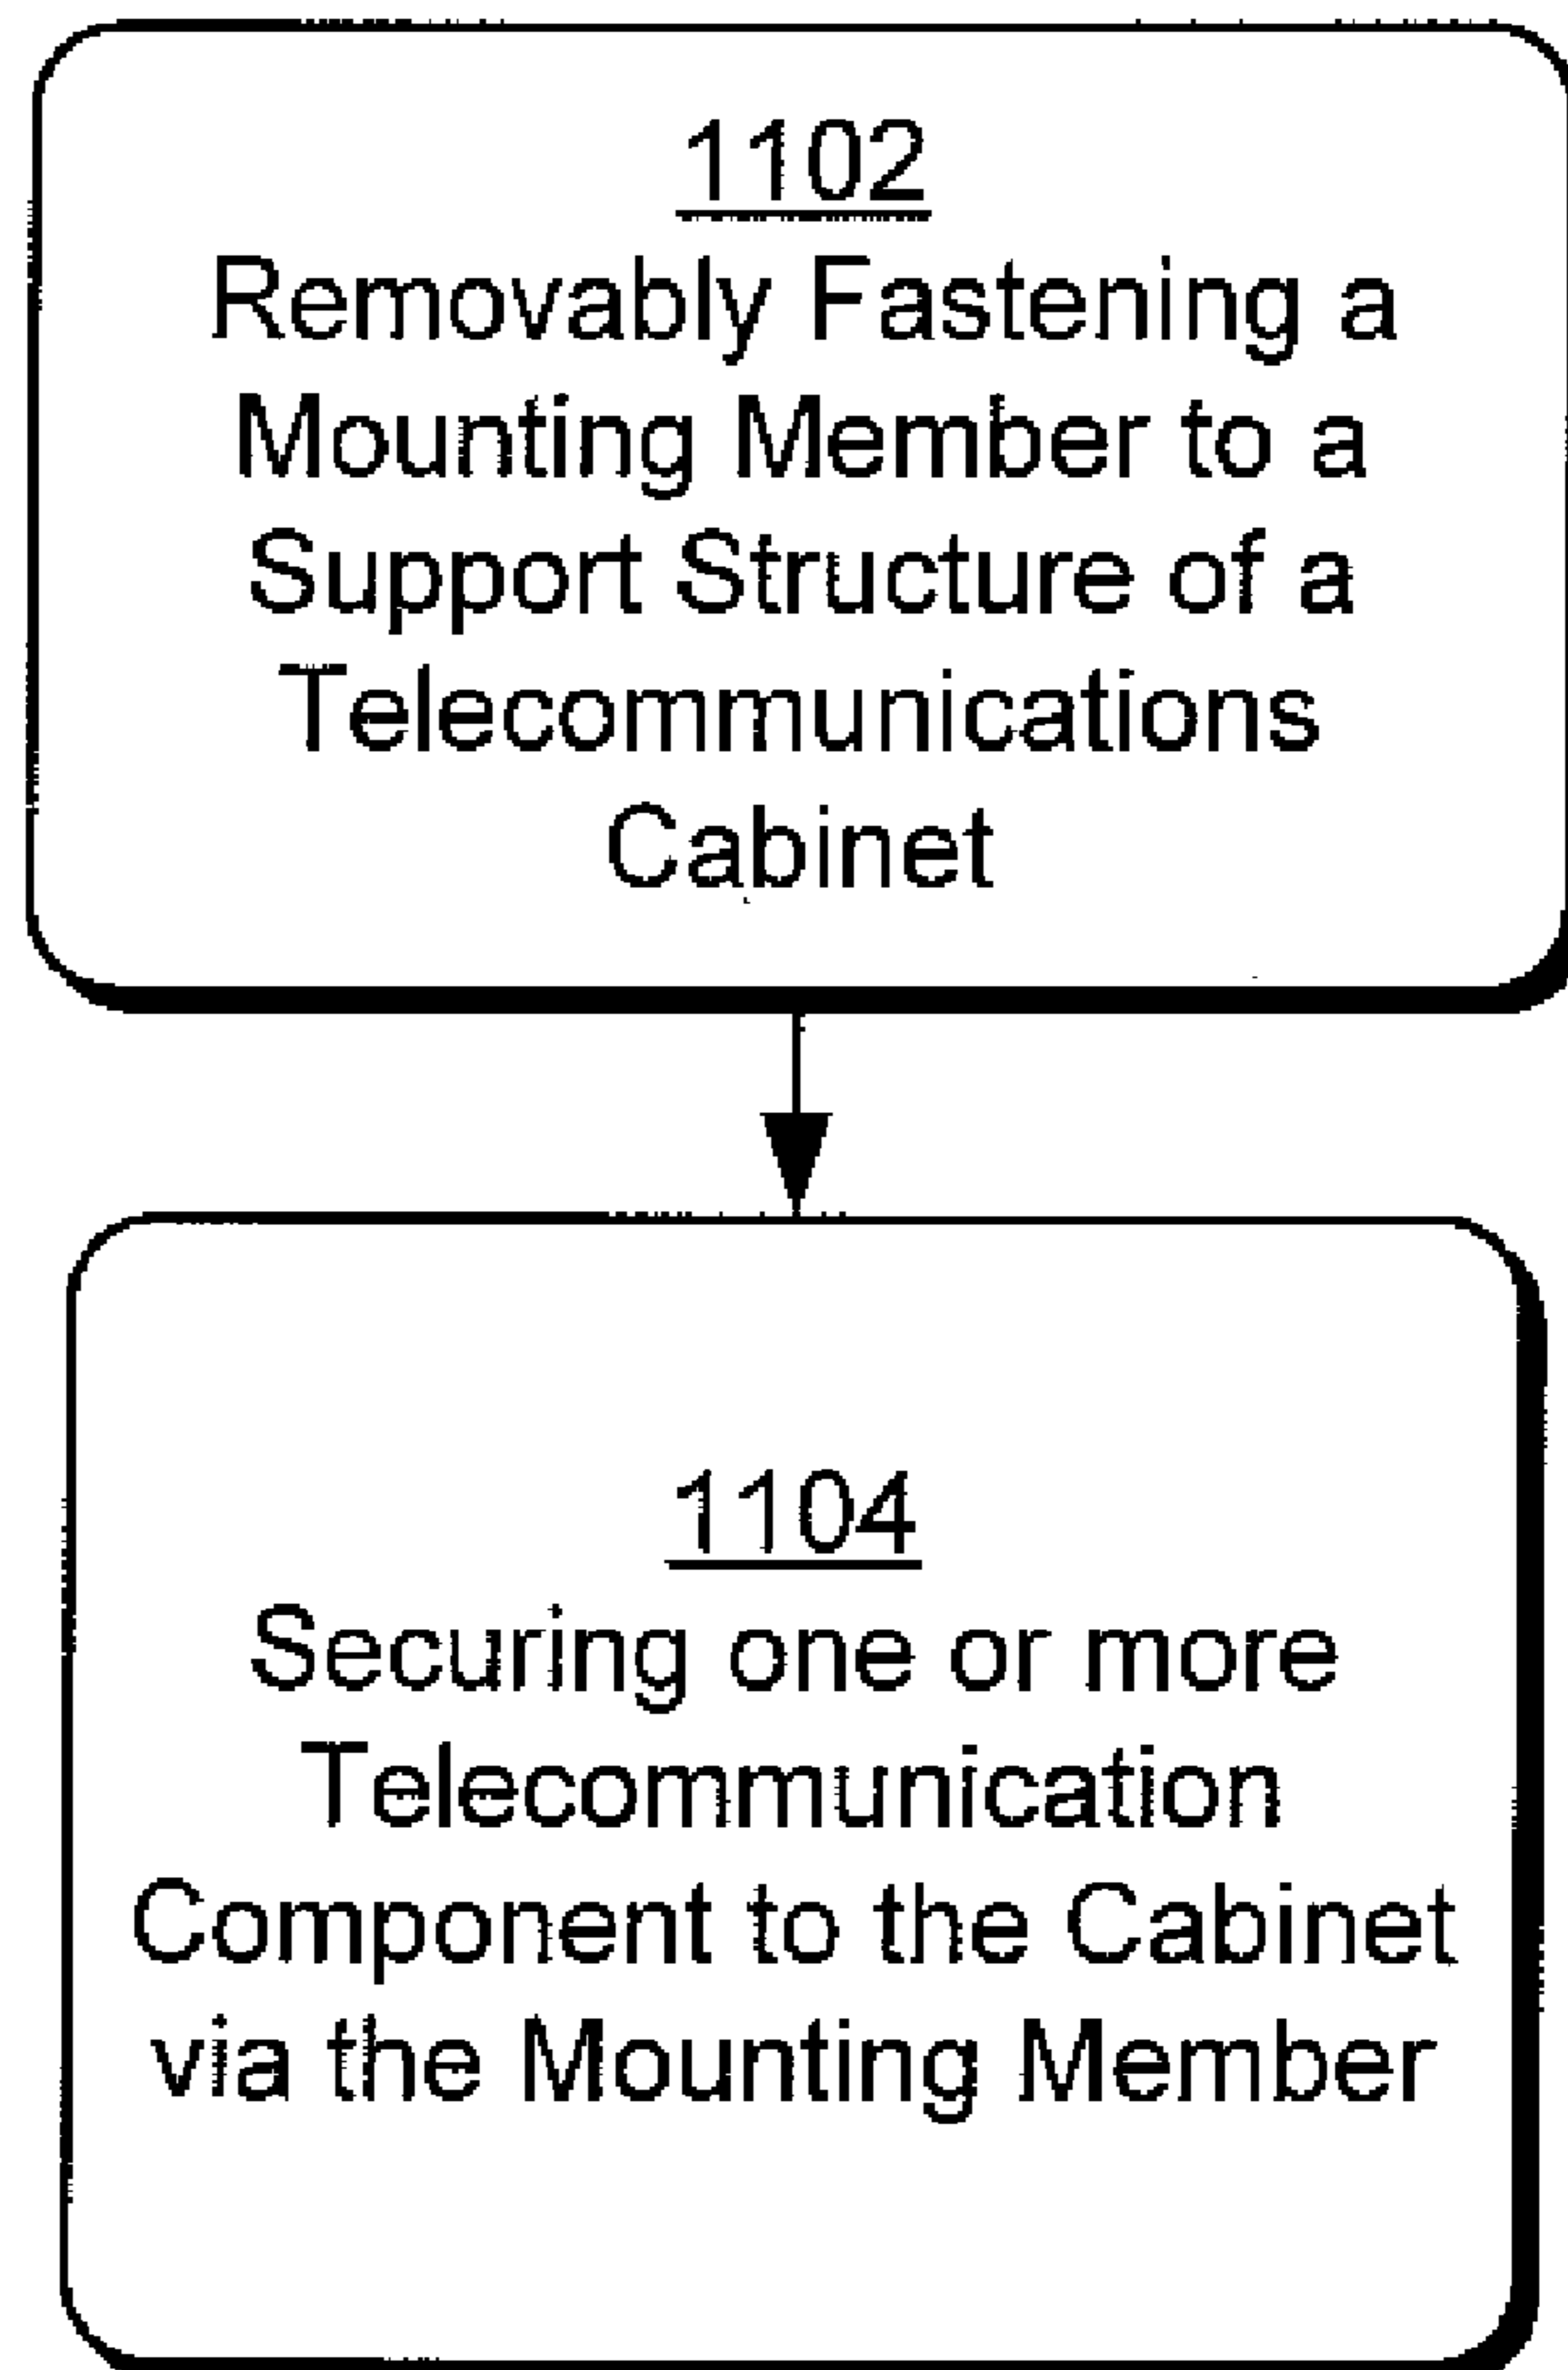 1102
Removably Fastening a
Mounting Member to a
Support Structure of a
Telecommunications
Cabinet
1104
Securing one or more
Telecommunication
Component to the Cabinet
via the Mounting Member